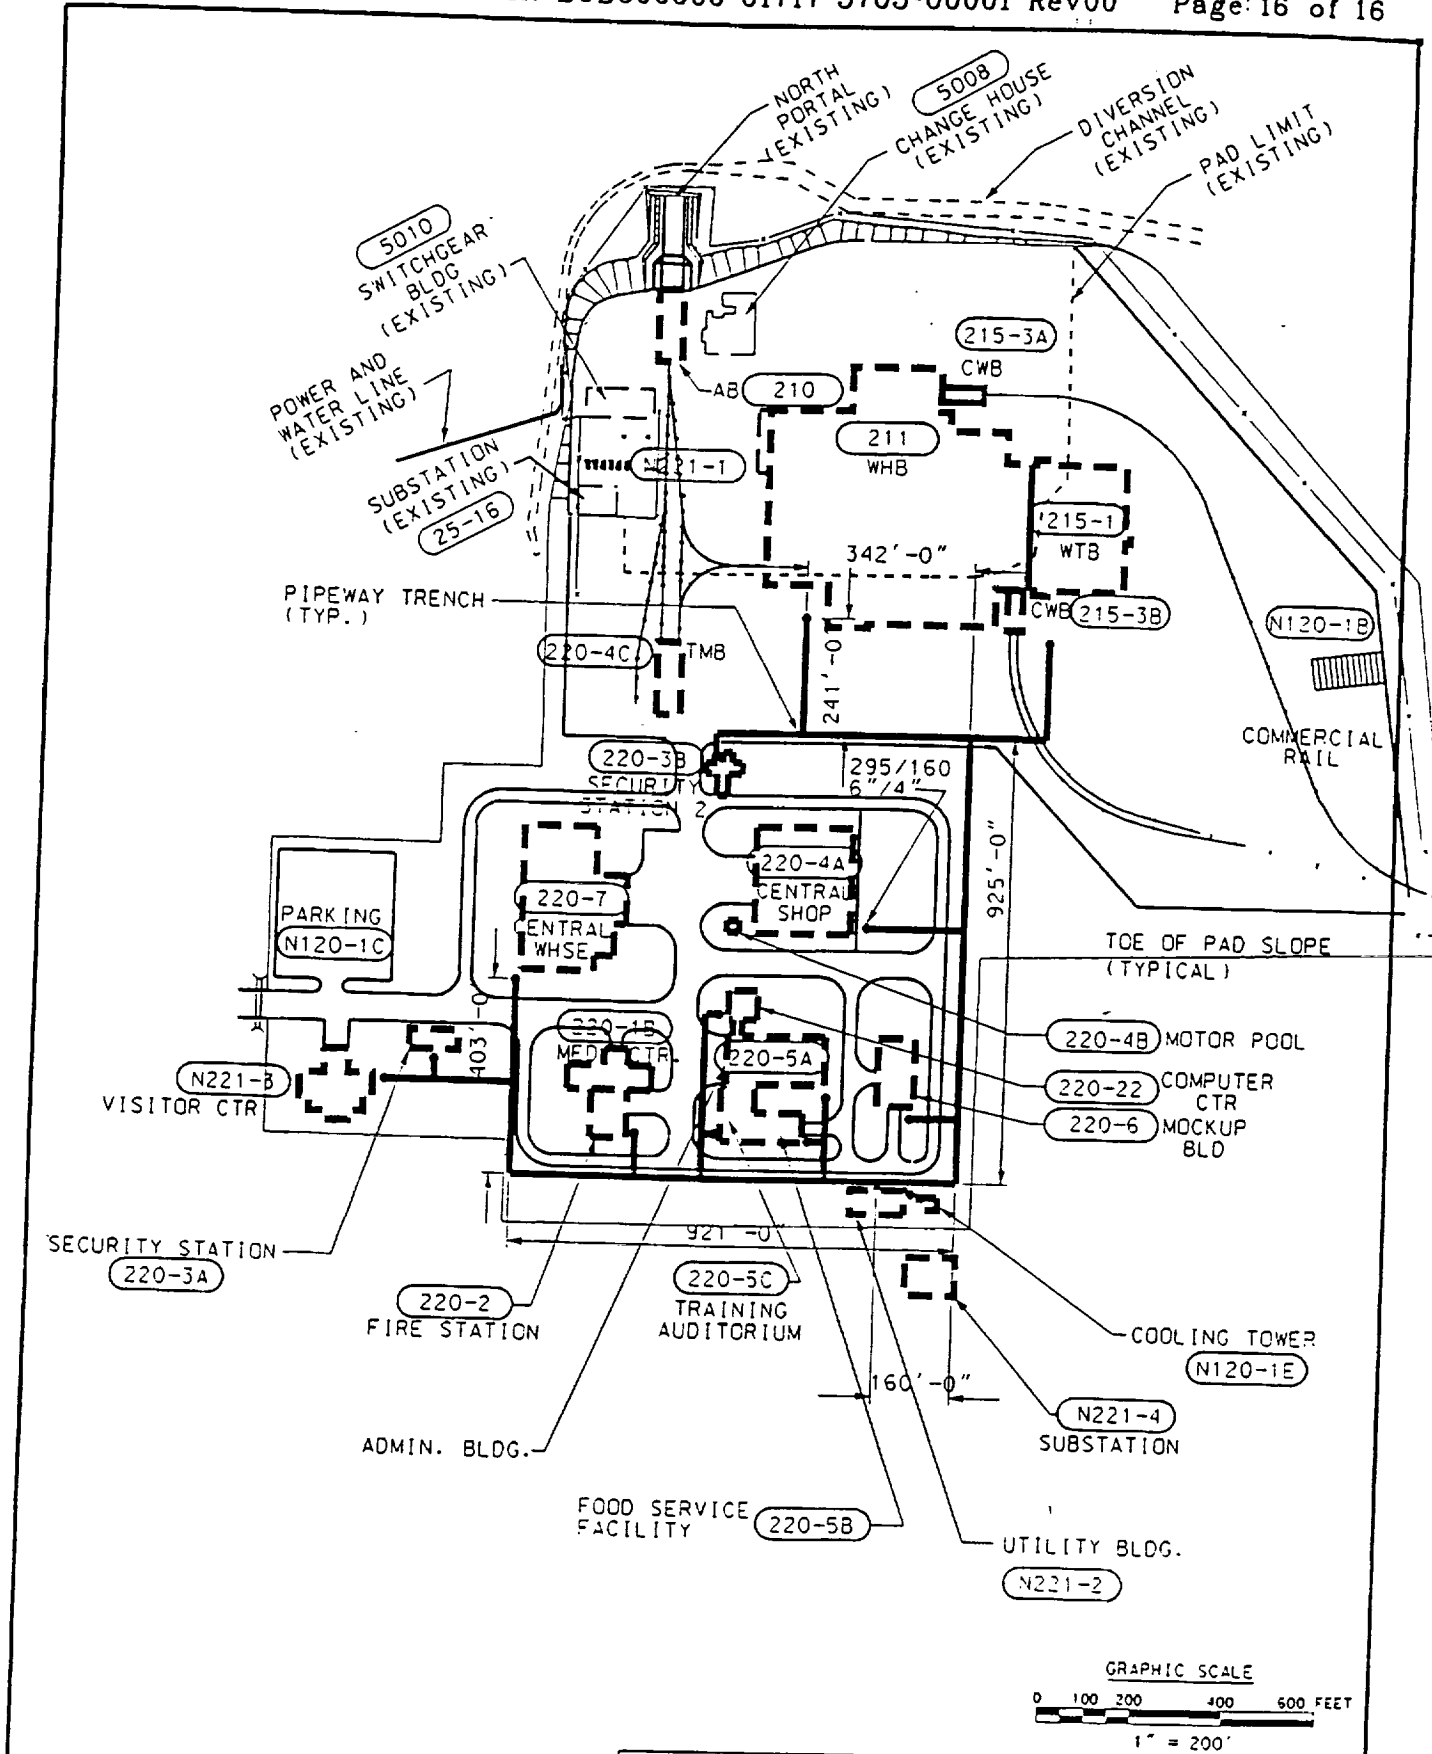 Rev00 Page: 16 of 16
NORTH
PORTAL
(EXISTING)
5008
CHANGE HOUSE
(EXISTING)
DIVERSION
CHANNEL
(EXISTING)
PAD LIMIT
(EXISTING)
5010
SWITCHGEAR
BLDG
(EXISTING)
POWER AND
WATER LINE
(EXISTING)
SUBSTATION
(EXISTING)
25-16
215-3A
CWB
AB 210
211
WHB
N221-1
215-1
WTB
342'-0"
PIPEWAY TRENCH
(TYP.)
CWB 215-3B
N120-1B
220-4C TMB
241'-0"
COMMERCIAL
RAIL
220-3B
SECURITY
STATION 2
295/160
6"/4"
220-4A
CENTRAL
SHOP
220-7
CENTRAL
WHSE
925'-0"
PARKING
N120-1C
TOE OF PAD SLOPE
(TYPICAL)
403'-0"
220-1B
MED. CTR.
220-5A
220-4B MOTOR POOL
220-22 COMPUTER
CTR
220-6 MOCKUP
BLD
N221-3
VISITOR CTR
921'-0"
SECURITY STATION
220-3A
220-2
FIRE STATION
220-5C
TRAINING
AUDITORIUM
COOLING TOWER
N120-1E
160'-0"
N221-4
SUBSTATION
ADMIN. BLDG.
FOOD SERVICE
FACILITY 220-5B
UTILITY BLDG.
N221-2
GRAPHIC SCALE
0 100 200 400 600 FEET
1" = 200'